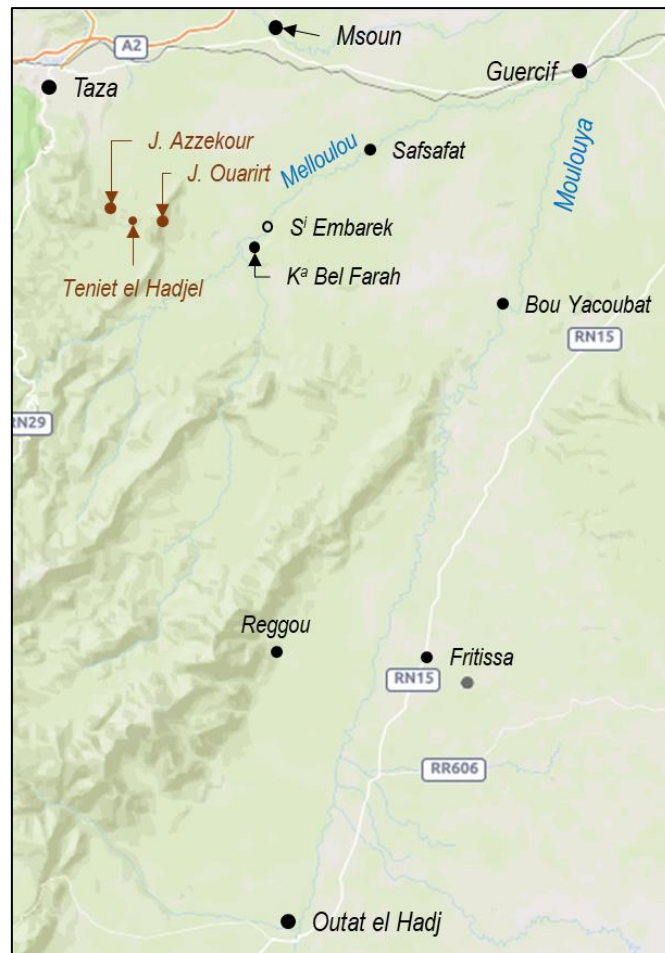 Msoun
A2
Guercif
Taza
J. Azzekour
Safsafat
J. Ouarirt
Melloulou
Moulouya
Sⁱ Embarek
Teniet el Hadjel
Kᵃ Bel Farah
Bou Yacoubat
RN15
RN29
Reggou
Fritissa
RN15
RR606
Outat el Hadj